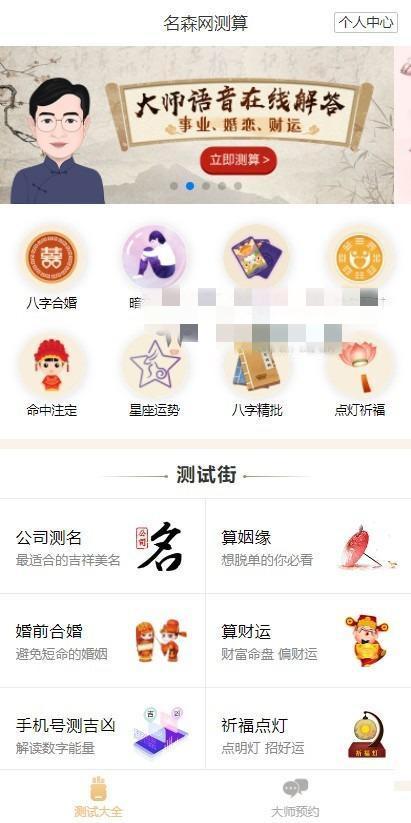 名森网测算
个人中心
大师语音在线解答
事业、婚恋、财运
立即测算 >
八字合婚
暗
命中注定
星座运势
八字精批
点灯祈福
测试街
公司测名
最适合的吉祥美名
公司
名
算姻缘
想脱单的你必看
婚前合婚
避免短命的婚姻
算财运
财富命盘 偏财运
手机号测吉凶
解读数字能量
吉
凶
祈福点灯
点明灯 招好运
祈福灯
测试大全
大师预约